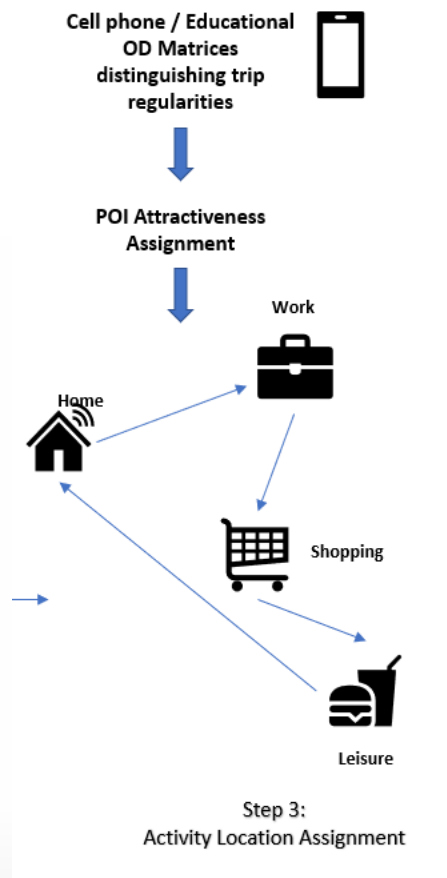 Cell phone / Educational
OD Matrices
distinguishing trip
regularities
POI Attractiveness
Assignment
Work
Home
Shopping
Leisure
Step 3:
Activity Location Assignment